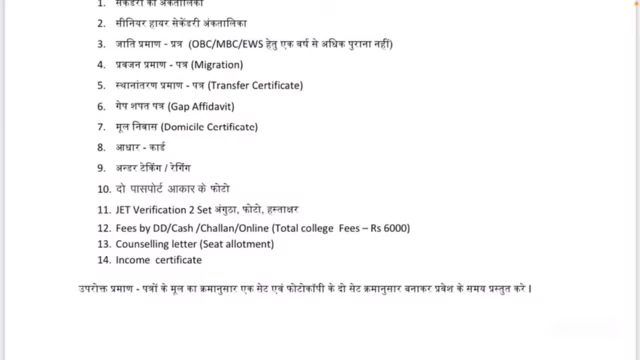 1. सेकेंडरी की अंकतालिका
2. सीनियर हायर सेकेंडरी अंकतालिका
3. जाति प्रमाण – प्रत्र (OBC/MBC/EWS हेतु एक वर्ष से अधिक पुराना नहीं)
4. प्रवजन प्रमाण – पत्र (Migration)
5. स्थानांतरण प्रमाण - पत्र (Transfer Certificate)
6. गेप शपत पत्र (Gap Affidavit)
7. मूल निवास (Domicile Certificate)
8. आधार - कार्ड
9. अन्डर टेकिंग / रेगिंग
10. दो पासपोर्ट आकार के फोटो
11. JET Verification 2 Set अंगुठा, फोटो, हस्ताक्षर
12. Fees by DD/Cash /Challan/Online (Total college Fees – Rs 6000)
13. Counselling letter (Seat allotment)
14. Income certificate
उपरोक्त प्रमाण - पत्रों के मूल का क्रमानुसार एक सेट एवं फोटोकॉपी के दो सेट क्रमानुसार बनाकर प्रवेश के समय प्रस्तुत करे ।